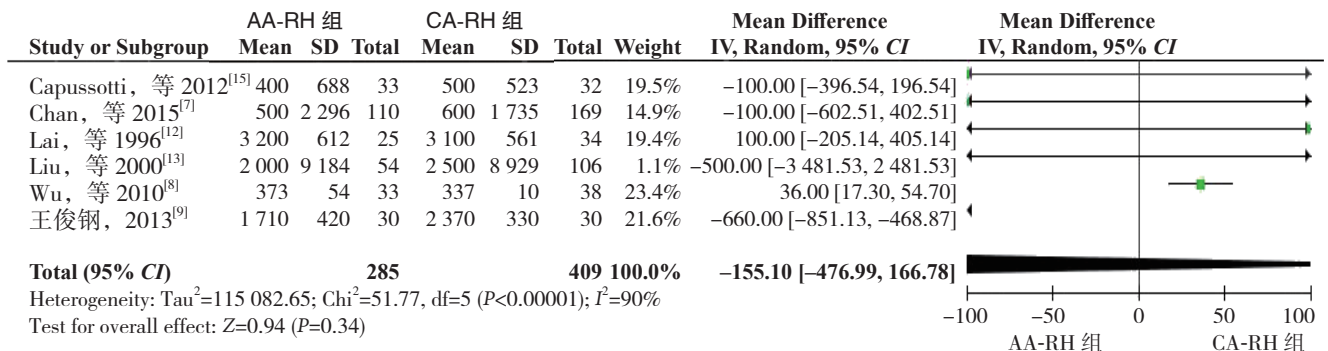 AA-RH 组 CA-RH 组 Mean Difference Mean Difference
Study or Subgroup Mean SD Total Mean SD Total Weight IV, Random, 95% CI IV, Random, 95% CI
Capussotti，等 2012[15] 400 688 33 500 523 32 19.5% −100.00 [−396.54, 196.54]
Chan，等 2015[7] 500 2 296 110 600 1 735 169 14.9% −100.00 [−602.51, 402.51]
Lai，等 1996[12] 3 200 612 25 3 100 561 34 19.4% 100.00 [−205.14, 405.14]
Liu，等 2000[13] 2 000 9 184 54 2 500 8 929 106 1.1% −500.00 [−3 481.53, 2 481.53]
Wu，等 2010[8] 373 54 33 337 10 38 23.4% 36.00 [17.30, 54.70]
王俊钢，2013[9] 1 710 420 30 2 370 330 30 21.6% −660.00 [−851.13, −468.87]
Total (95% CI) 285 409 100.0% −155.10 [−476.99, 166.78]
Heterogeneity: Tau2=115 082.65; Chi2=51.77, df=5 (P<0.00001); I2=90%
Test for overall effect: Z=0.94 (P=0.34)
−100 −50 0 50 100
AA-RH 组 CA-RH 组